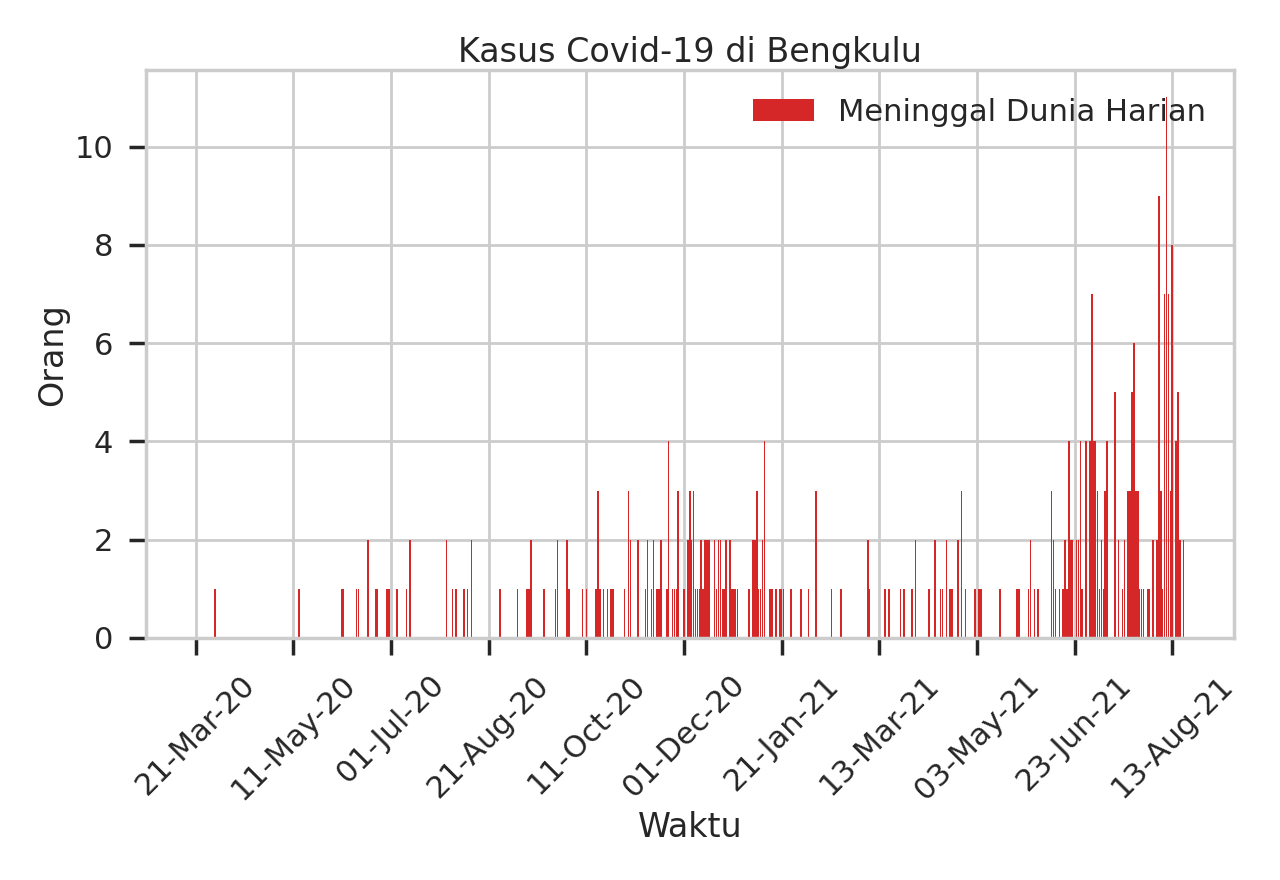 Kasus Covid-19 di Bengkulu
Meninggal Dunia Harian
10
8
6
4
2
0
Orang
21-Mar-20
11-May-20
01-Jul-20
21-Aug-20
11-Oct-20
01-Dec-20
21-Jan-21
13-Mar-21
03-May-21
23-Jun-21
13-Aug-21
Waktu